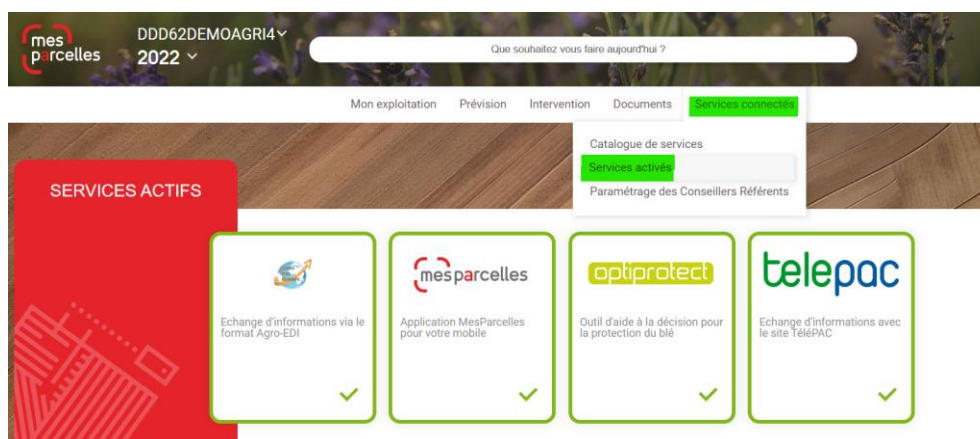 mes
parcelles
DDD62DEMOAGRI4
2022
Que souhaitez vous faire aujourd'hui ?
Mon exploitation Prévision Intervention Documents Services connectés
Catalogue de services
Services activés
Paramétrage des Conseillers Référents
SERVICES ACTIFS
Echange d'informations via le
format Agro-EDI
mesparcelles
Application MesParcelles
pour votre mobile
optiprotect
Outil d'aide à la décision pour
la protection du blé
telepac
Echange d'informations avec
le site TéléPAC